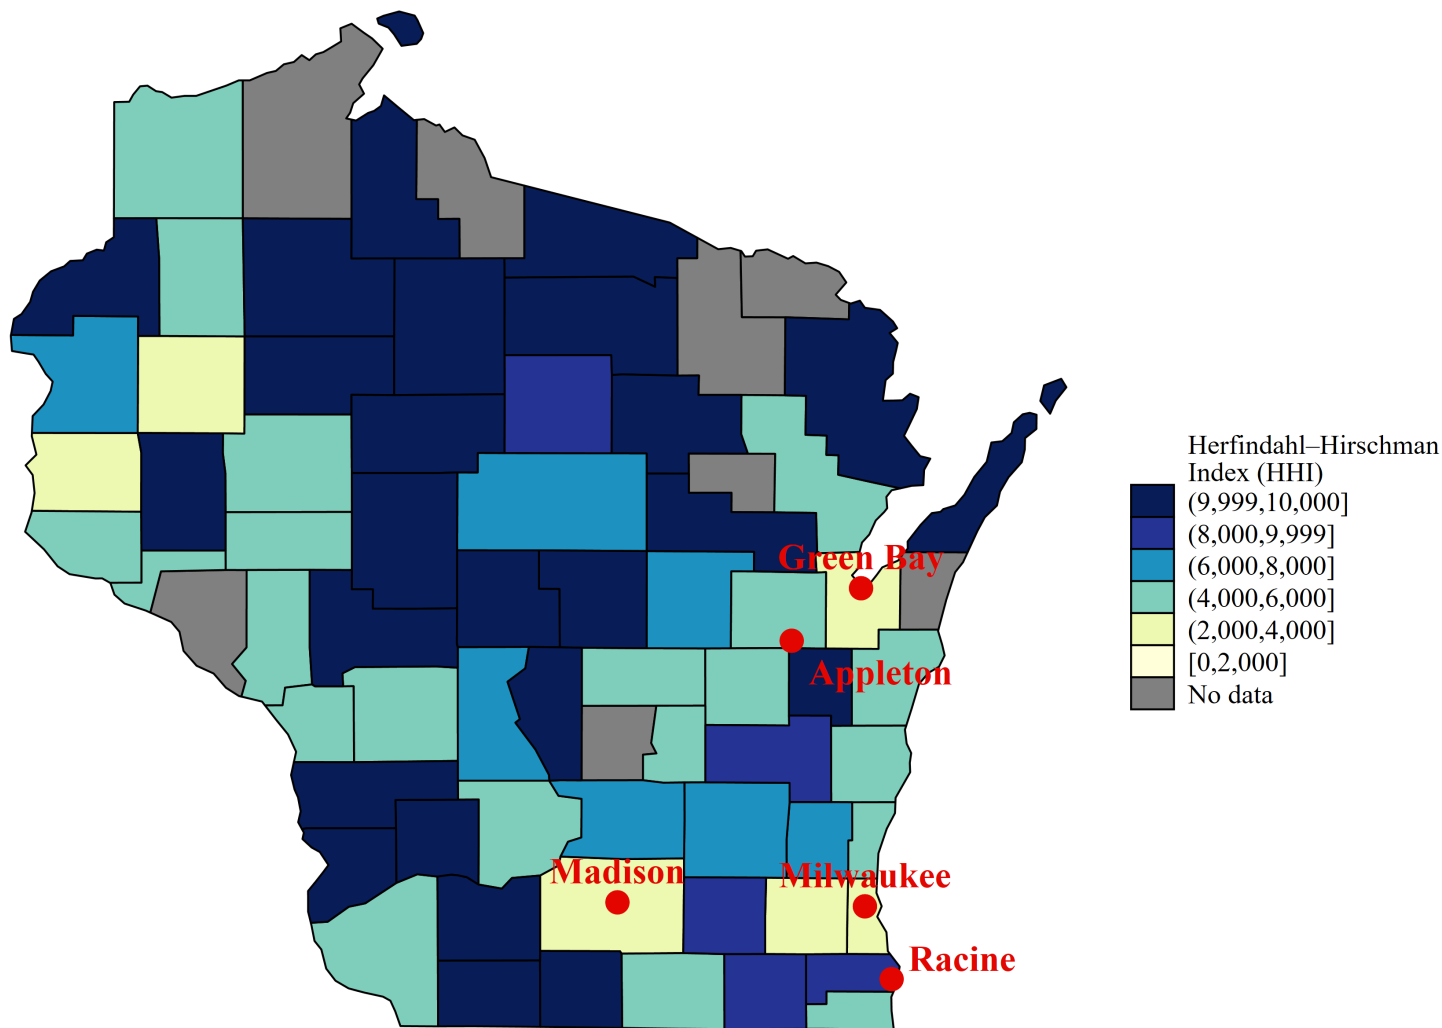 Herfindahl–Hirschman
Index (HHI)
(9,999,10,000]
(8,000,9,999]
(6,000,8,000]
(4,000,6,000]
(2,000,4,000]
[0,2,000]
No data
Green Bay
Appleton
Madison
Milwaukee
Racine